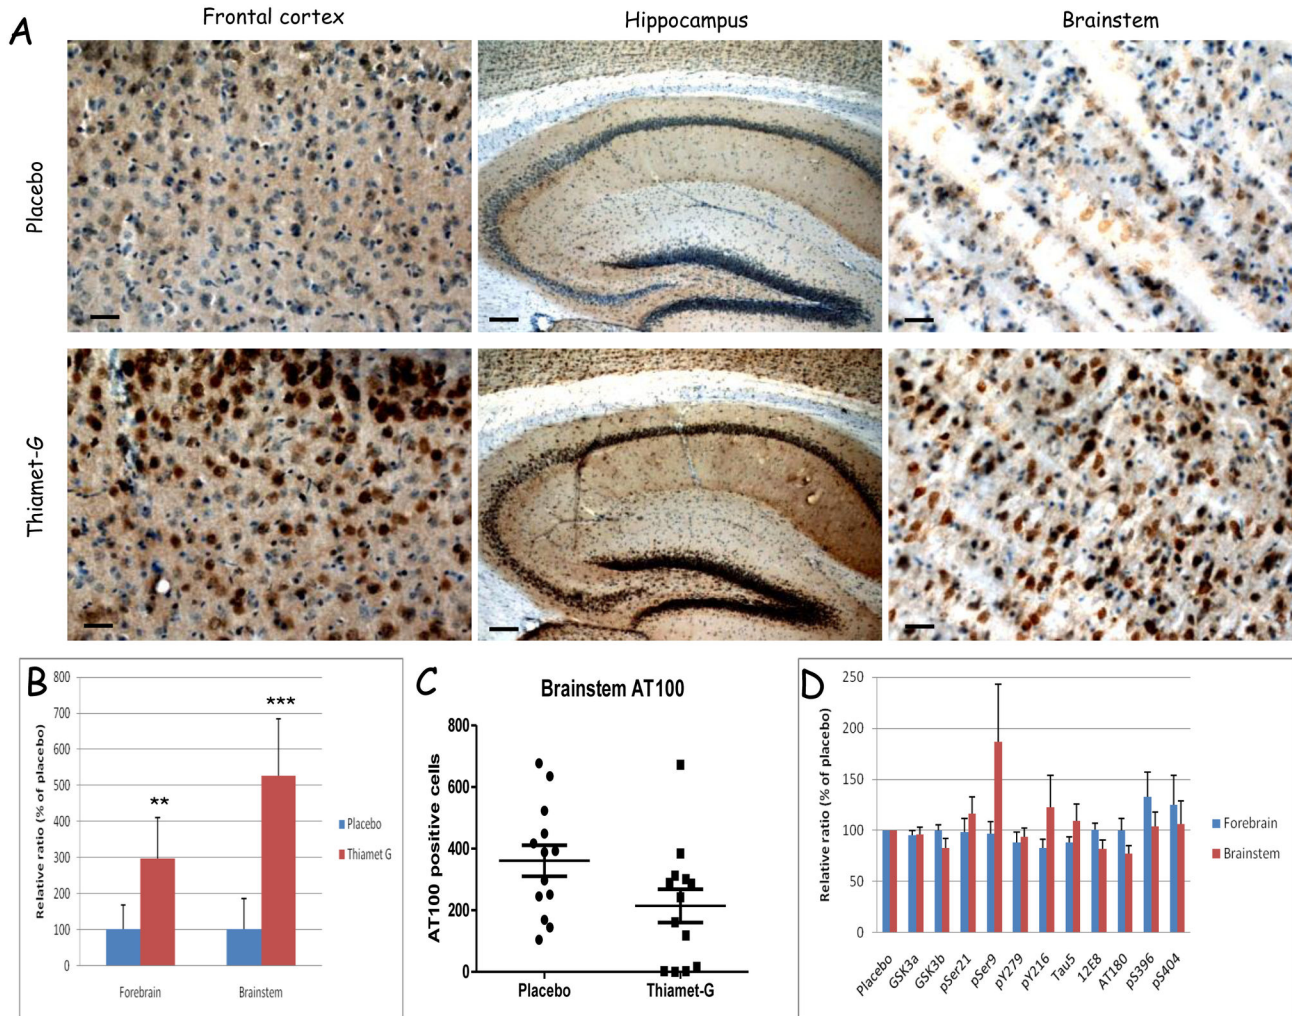 A
Frontal cortex
Hippocampus
Brainstem
Placebo
Thiamet-G
B
Relative ratio (% of placebo)
800
700
600
500
400
300
200
100
0
**
***
Forebrain
Brainstem
Placebo
Thiamet G
C
Brainstem AT100
AT100 positive cells
800
600
400
200
0
Placebo
Thiamet-G
D
Relative ratio (% of placebo)
250
200
150
100
50
0
Placebo
GSK3a
GSK3b
pSer21
pSer9
pY279
pY216
Tau5
12E8
AT180
pS396
pS404
Forebrain
Brainstem